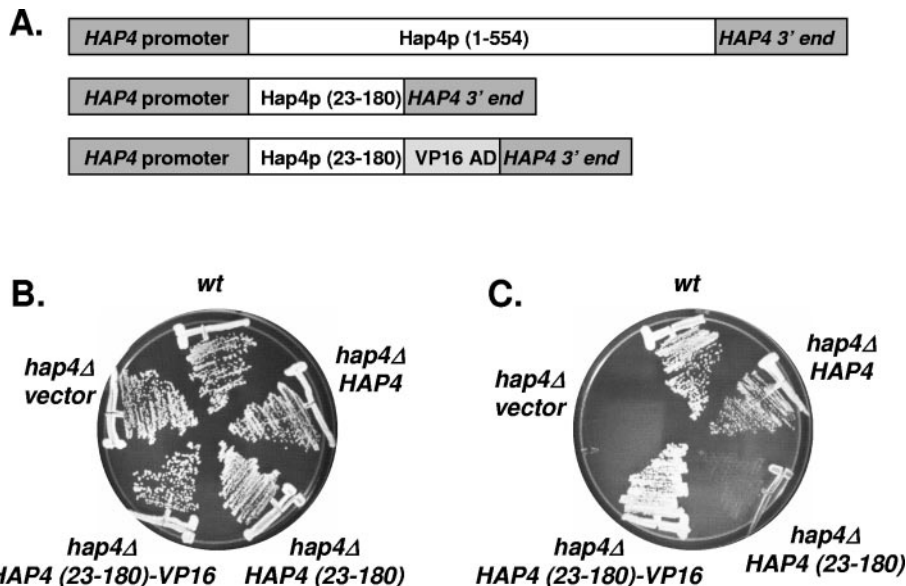 A.
HAP4 promoter Hap4p (1-554) HAP4 3' end
HAP4 promoter Hap4p (23-180) HAP4 3' end
HAP4 promoter Hap4p (23-180) VP16 AD HAP4 3' end
B.
wt
hap4Δ
vector
hap4Δ
HAP4
hap4Δ
HAP4 (23-180)-VP16
hap4Δ
HAP4 (23-180)
C.
wt
hap4Δ
vector
hap4Δ
HAP4
hap4Δ
HAP4 (23-180)-VP16
hap4Δ
HAP4 (23-180)